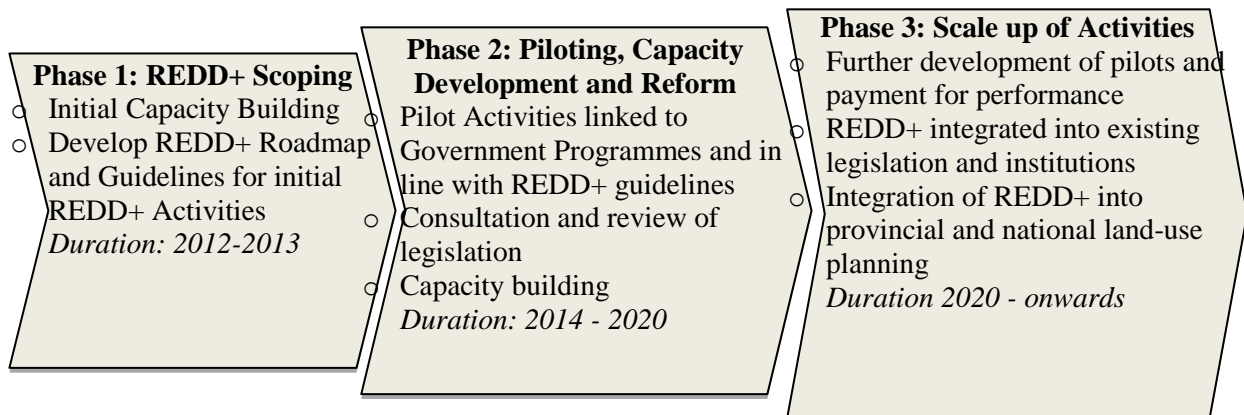 Phase 1: REDD+ Scoping
o Initial Capacity Building
o Develop REDD+ Roadmap
and Guidelines for initial
REDD+ Activities
Duration: 2012-2013
Phase 2: Piloting, Capacity
Development and Reform
o Pilot Activities linked to
Government Programmes and in
line with REDD+ guidelines
o Consultation and review of
legislation
o Capacity building
Duration: 2014 - 2020
Phase 3: Scale up of Activities
o Further development of pilots and
payment for performance
o REDD+ integrated into existing
legislation and institutions
o Integration of REDD+ into
provincial and national land-use
planning
Duration 2020 - onwards